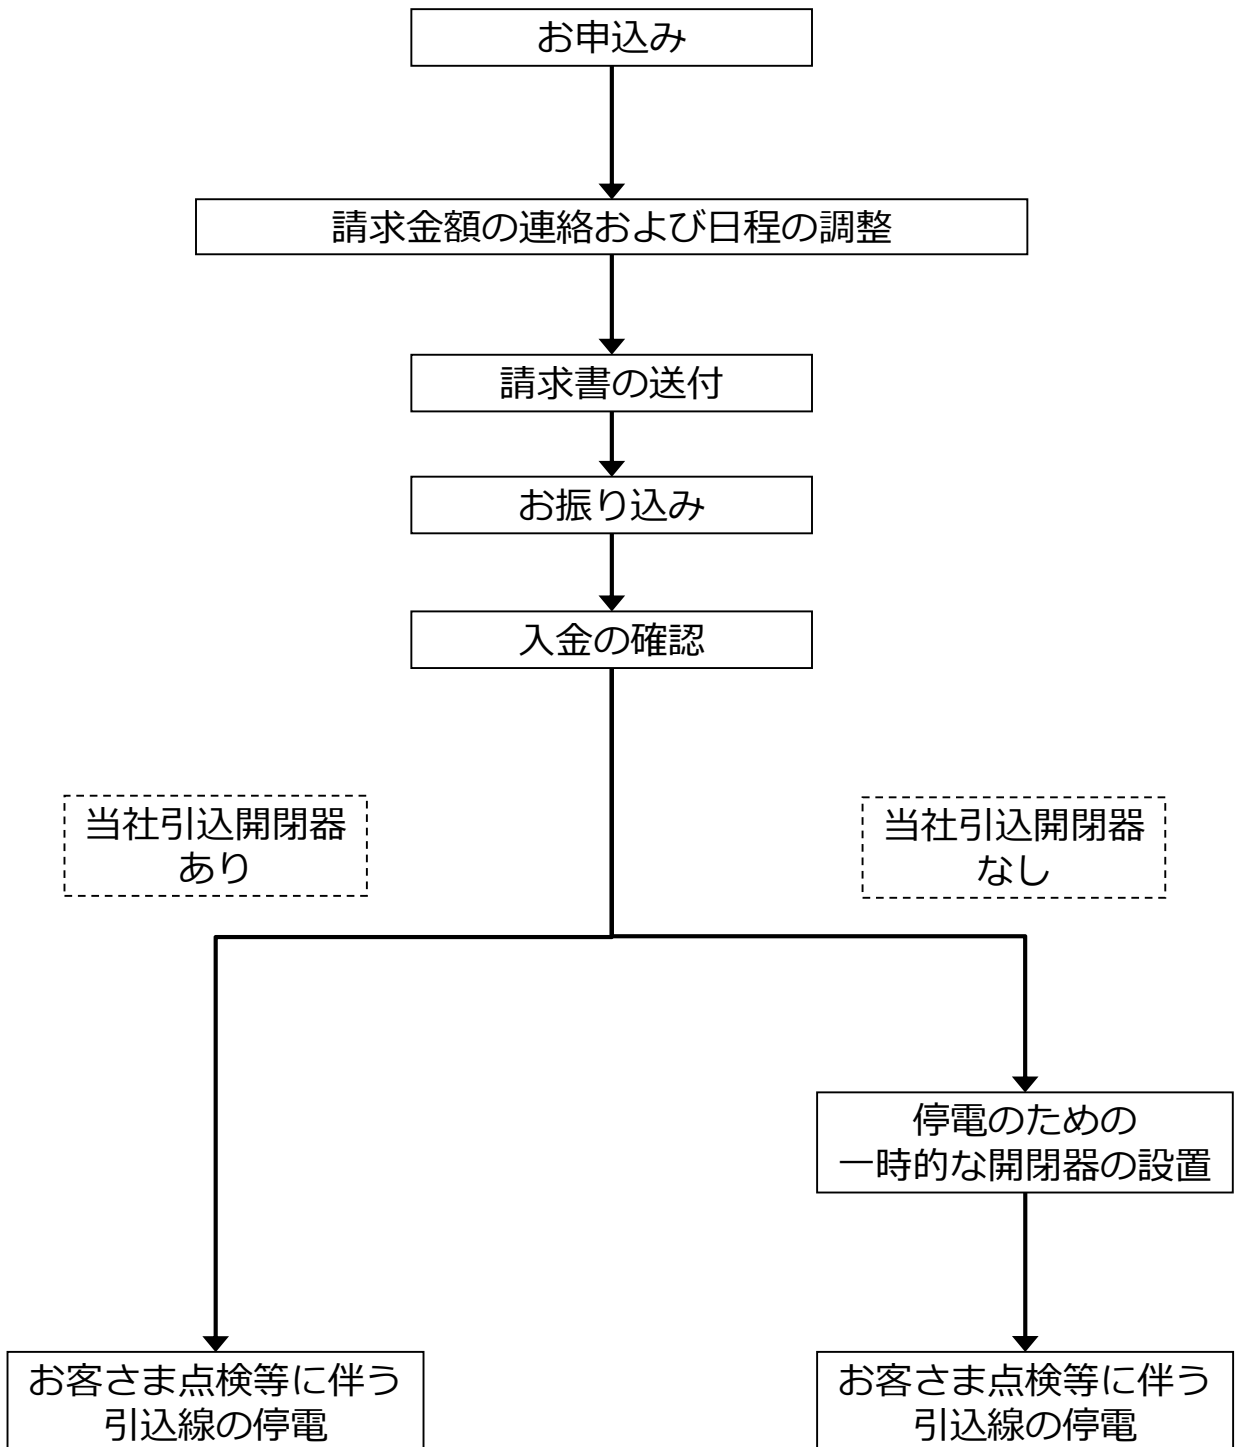 お申込み
請求金額の連絡および日程の調整
請求書の送付
お振り込み
入金の確認
当社引込開閉器
あり
当社引込開閉器
なし
停電のための
一時的な開閉器の設置
お客さま点検等に伴う
引込線の停電
お客さま点検等に伴う
引込線の停電